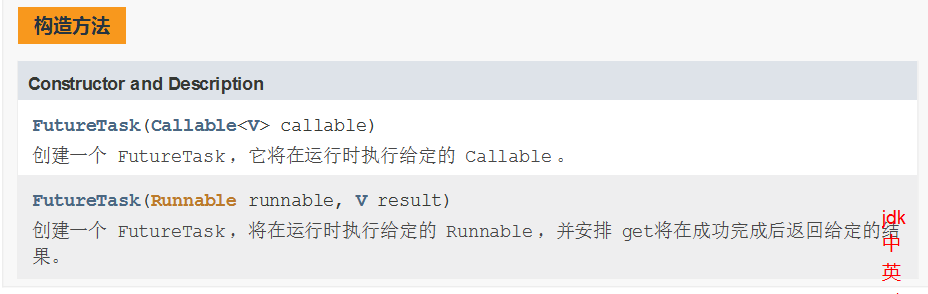 构造方法
Constructor and Description
FutureTask(Callable<V> callable)
创建一个 FutureTask，它将在运行时执行给定的 Callable 。
FutureTask(Runnable runnable, V result)
创建一个 FutureTask，将在运行时执行给定的 Runnable ，并安排 get将在成功完成后返回给定的结
果。
jdk
中
英